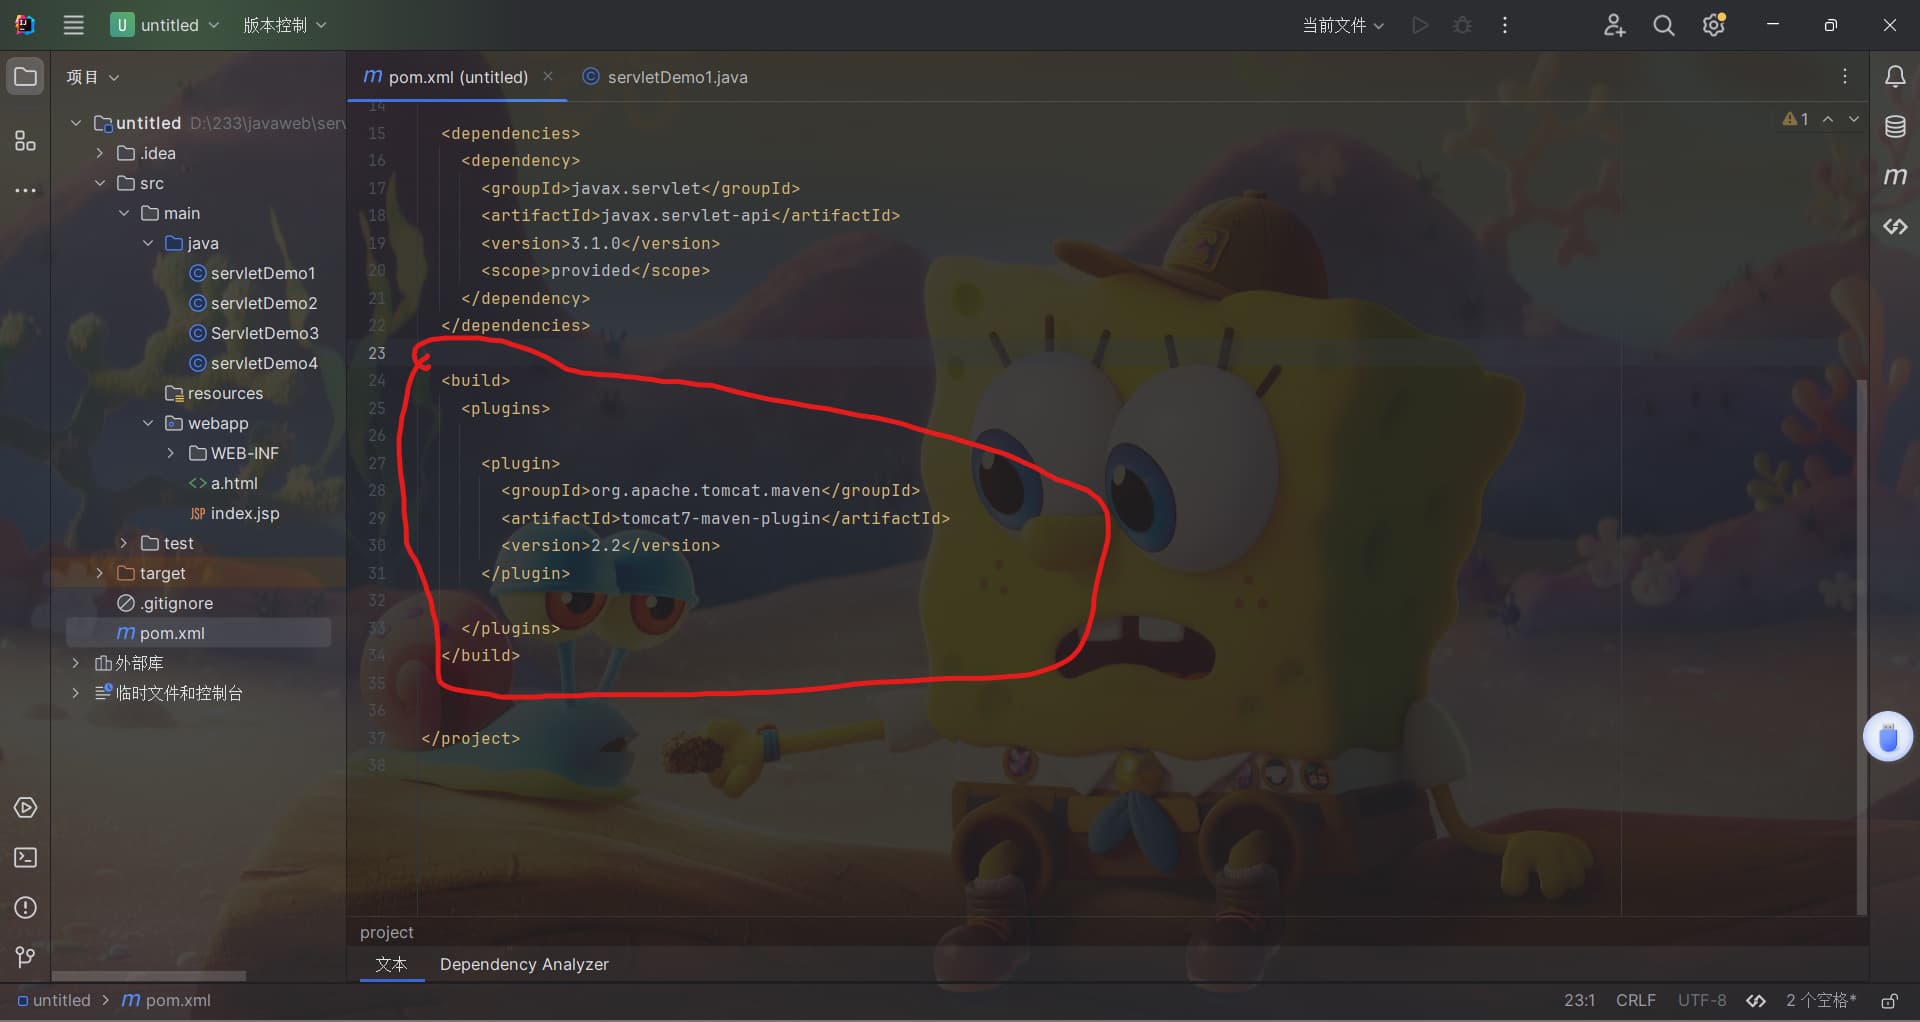 U untitled 版本控制 当前文件
项目
m pom.xml (untitled) servletDemo1.java
untitled D:\233\javaweb\serv
.idea
src
main
java
servletDemo1
servletDemo2
ServletDemo3
servletDemo4
resources
webapp
WEB-INF
<> a.html
JSP index.jsp
test
target
.gitignore
m pom.xml
外部库
临时文件和控制台
1
14
15 <dependencies>
16 <dependency>
17 <groupId>javax.servlet</groupId>
18 <artifactId>javax.servlet-api</artifactId>
19 <version>3.1.0</version>
20 <scope>provided</scope>
21 </dependency>
22 </dependencies>
23
24 <build>
25 <plugins>
26
27 <plugin>
28 <groupId>org.apache.tomcat.maven</groupId>
29 <artifactId>tomcat7-maven-plugin</artifactId>
30 <version>2.2</version>
31 </plugin>
32
33 </plugins>
34 </build>
35
36
37 </project>
38
m
project
文本 Dependency Analyzer
untitled > m pom.xml 23:1 CRLF UTF-8 2 个空格*